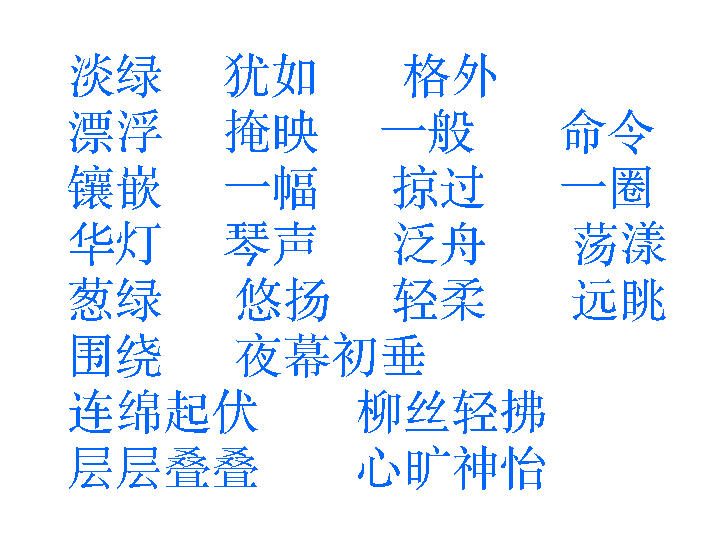 淡绿 犹如 格外
漂浮 掩映 一般 命令
镶嵌 一幅 掠过 一圈
华灯 琴声 泛舟 荡漾
葱绿 悠扬 轻柔 远眺
围绕 夜幕初垂
连绵起伏 柳丝轻拂
层层叠叠 心旷神怡